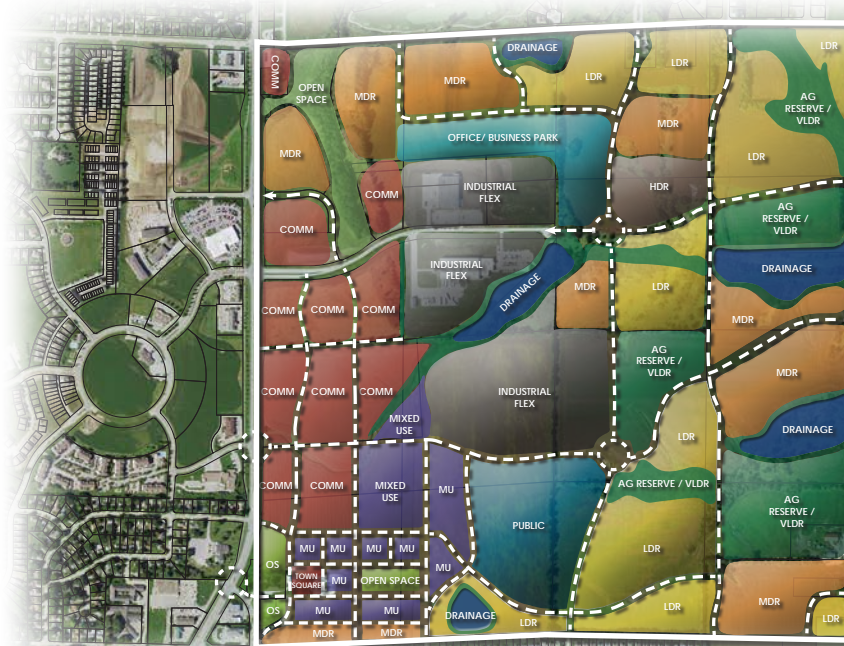 DRAINAGE
LDR
LDR
LDR
COMM
OPEN
SPACE
MDR
MDR
AG
RESERVE /
VLDR
MDR
OFFICE/ BUSINESS PARK
MDR
LDR
COMM
INDUSTRIAL
FLEX
HDR
COMM
AG
RESERVE /
VLDR
INDUSTRIAL
FLEX
DRAINAGE
DRAINAGE
MDR
LDR
COMM
COMM
COMM
MDR
AG
RESERVE /
VLDR
MDR
COMM
COMM
COMM
INDUSTRIAL
FLEX
MIXED
USE
LDR
DRAINAGE
COMM
COMM
MIXED
USE
MU
AG RESERVE / VLDR
AG
RESERVE /
VLDR
PUBLIC
MU
MU
MU
MU
LDR
OS
MU
TOWN
SQUARE
MU
OPEN SPACE
MDR
OS
MU
MU
DRAINAGE
LDR
LDR
LDR
MDR
MDR